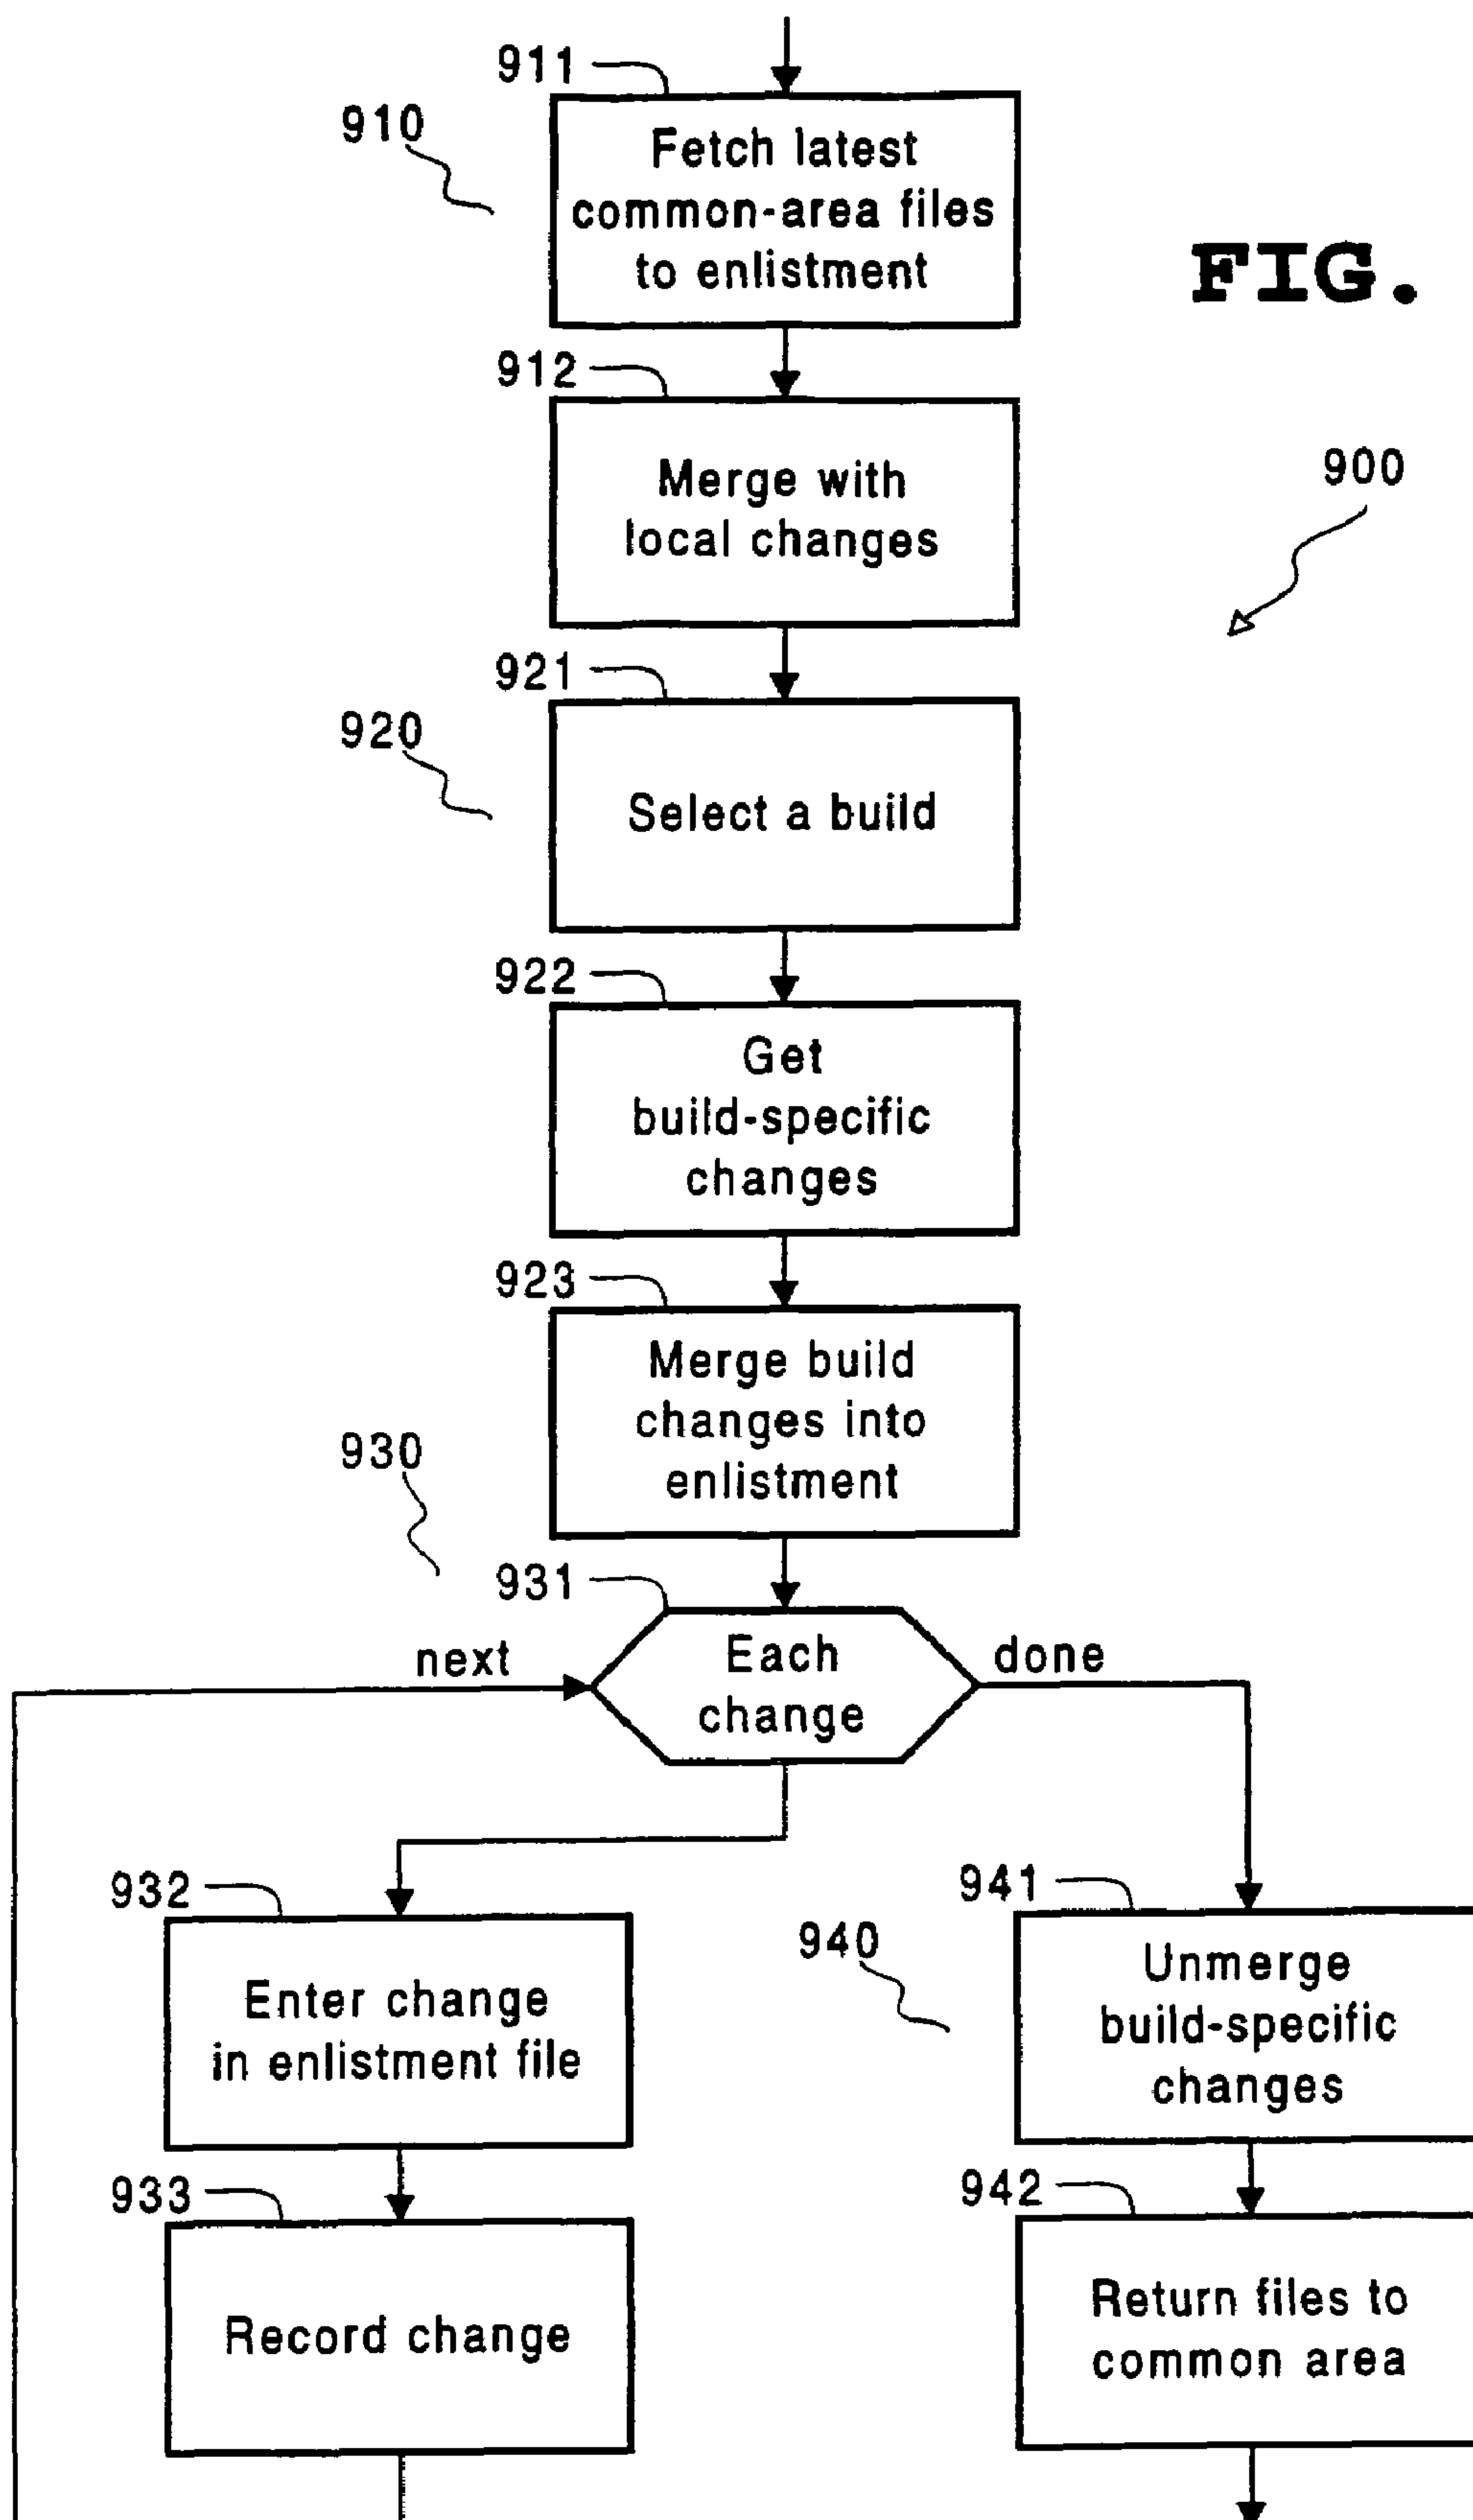 911
910
Fetch latest
common-area files
to enlistment
FIG.
912
Merge with
local changes
900
921
920
Select a build
922
Get
build-specific
changes
923
Merge build
changes into
enlistment
930
931
next
Each
change
done
932
Enter change
in enlistment file
941
940
Unmerge
build-specific
changes
933
Record change
942
Return files to
common area